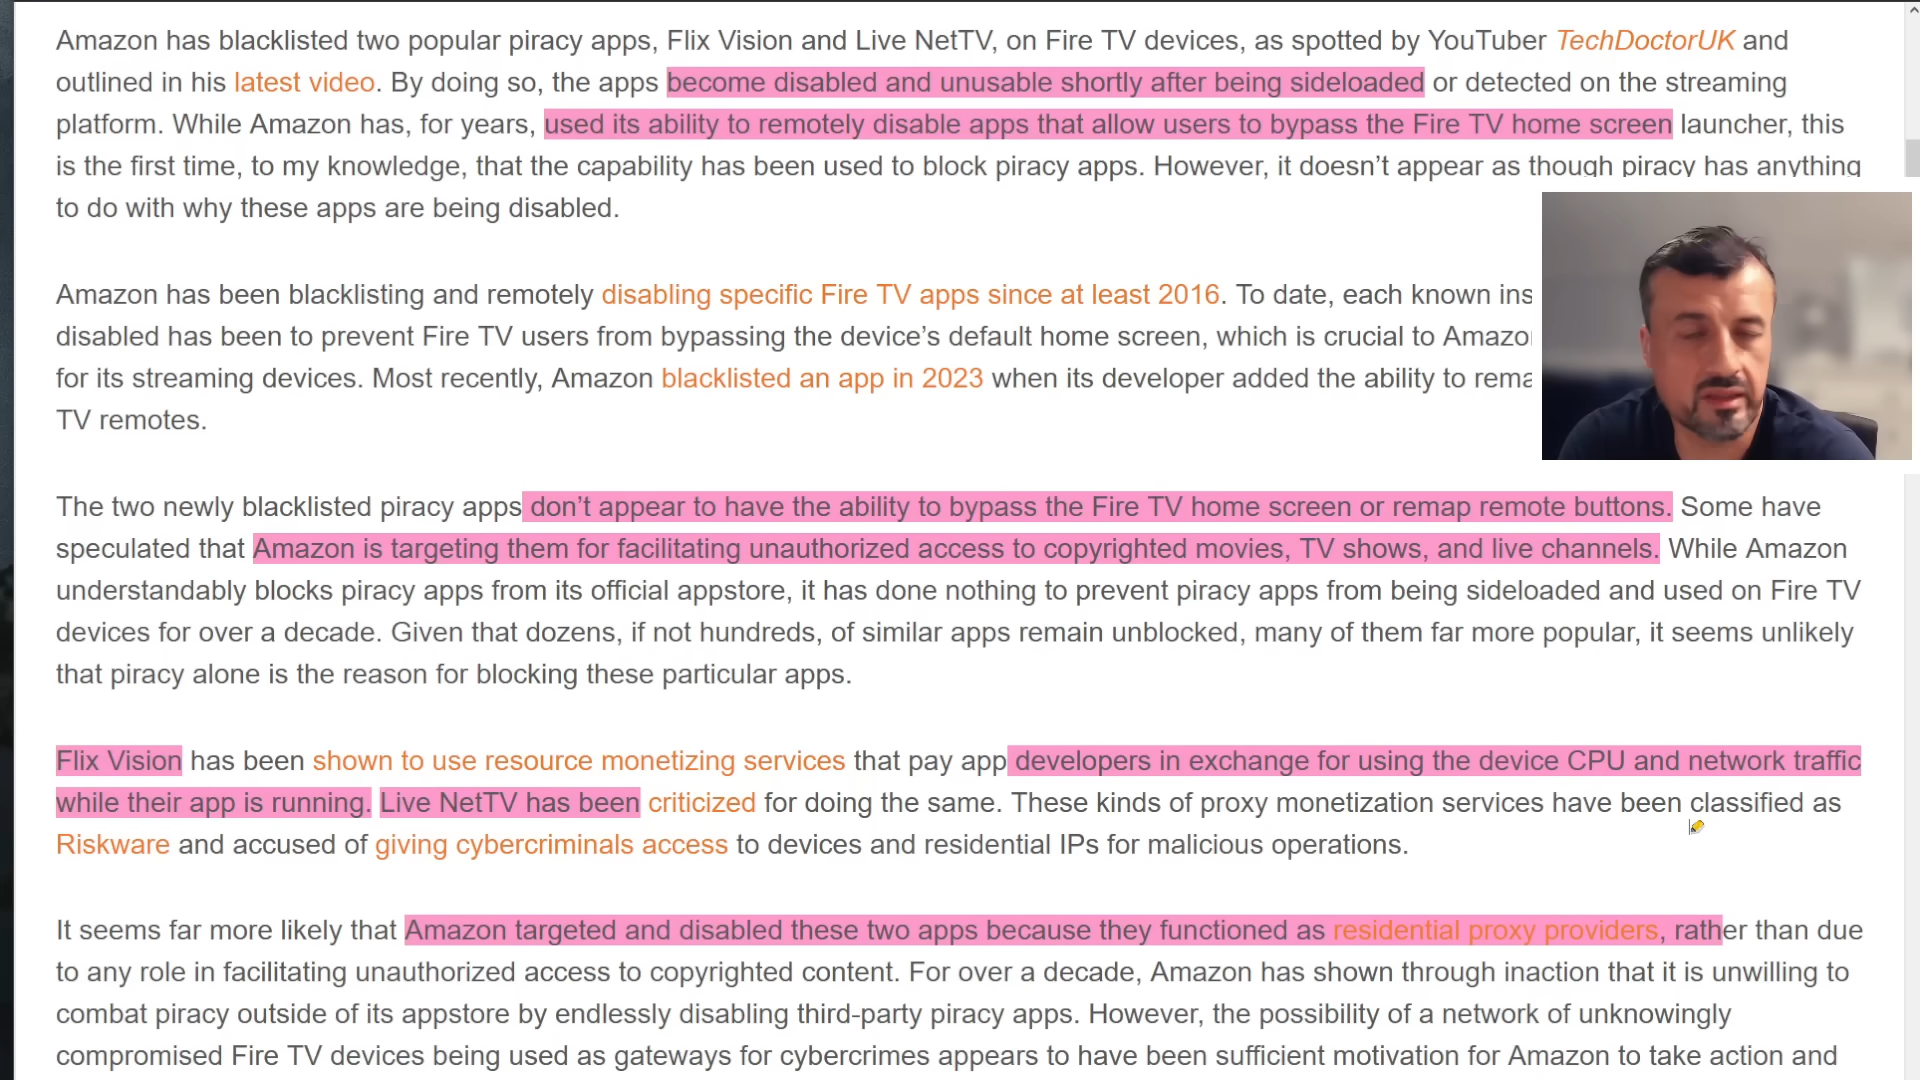 Amazon has blacklisted two popular piracy apps, Flix Vision and Live NetTV, on Fire TV devices, as spotted by YouTuber TechDoctorUK and
outlined in his latest video. By doing so, the apps become disabled and unusable shortly after being sideloaded or detected on the streaming
platform. While Amazon has, for years, used its ability to remotely disable apps that allow users to bypass the Fire TV home screen launcher, this
is the first time, to my knowledge, that the capability has been used to block piracy apps. However, it doesn’t appear as though piracy has anything
to do with why these apps are being disabled.
Amazon has been blacklisting and remotely disabling specific Fire TV apps since at least 2016. To date, each known ins
disabled has been to prevent Fire TV users from bypassing the device’s default home screen, which is crucial to Amazo
for its streaming devices. Most recently, Amazon blacklisted an app in 2023 when its developer added the ability to rema
TV remotes.
The two newly blacklisted piracy apps don’t appear to have the ability to bypass the Fire TV home screen or remap remote buttons. Some have
speculated that Amazon is targeting them for facilitating unauthorized access to copyrighted movies, TV shows, and live channels. While Amazon
understandably blocks piracy apps from its official appstore, it has done nothing to prevent piracy apps from being sideloaded and used on Fire TV
devices for over a decade. Given that dozens, if not hundreds, of similar apps remain unblocked, many of them far more popular, it seems unlikely
that piracy alone is the reason for blocking these particular apps.
Flix Vision has been shown to use resource monetizing services that pay app developers in exchange for using the device CPU and network traffic
while their app is running. Live NetTV has been criticized for doing the same. These kinds of proxy monetization services have been classified as
Riskware and accused of giving cybercriminals access to devices and residential IPs for malicious operations.
It seems far more likely that Amazon targeted and disabled these two apps because they functioned as residential proxy providers, rather than due
to any role in facilitating unauthorized access to copyrighted content. For over a decade, Amazon has shown through inaction that it is unwilling to
combat piracy outside of its appstore by endlessly disabling third-party piracy apps. However, the possibility of a network of unknowingly
compromised Fire TV devices being used as gateways for cybercrimes appears to have been sufficient motivation for Amazon to take action and